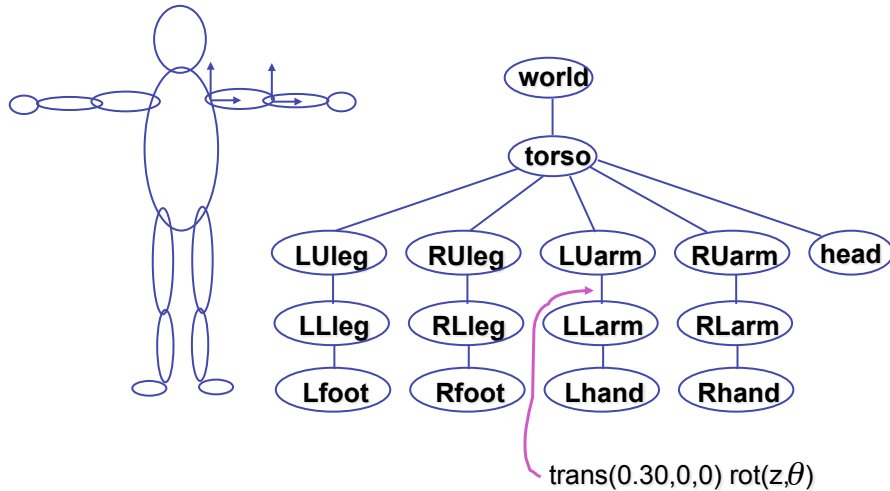 world
torso
LUleg RUleg LUarm RUarm head
LLleg RLleg LLarm RLarm
Lfoot Rfoot Lhand Rhand
trans(0.30,0,0) rot(z,θ)